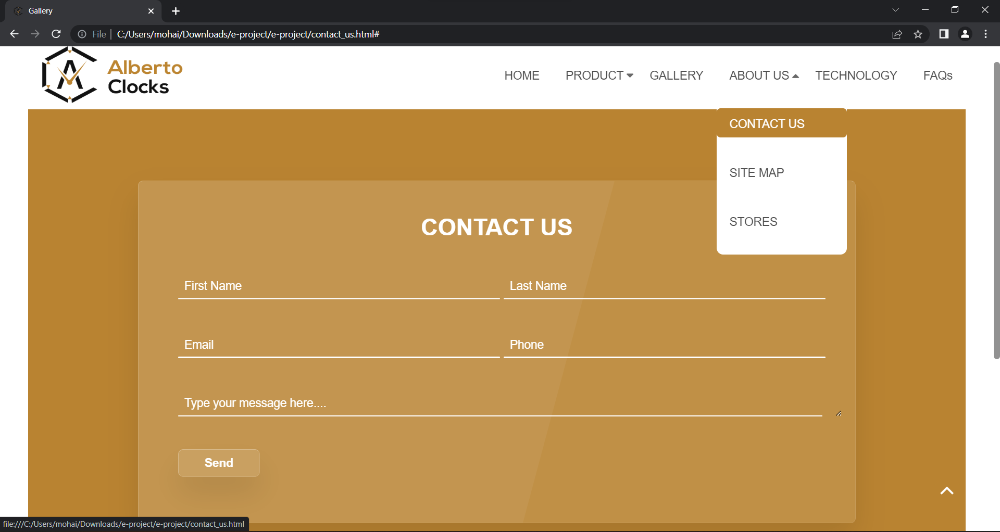 Gallery
File
C:/Users/mohai/Downloads/e-project/e-project/contact_us.html#
Alberto
Clocks
HOME PRODUCT GALLERY ABOUT US TECHNOLOGY FAQs
CONTACT US
SITE MAP
STORES
CONTACT US
First Name Last Name
Email Phone
Type your message here....
Send
file:///C:/Users/mohai/Downloads/e-project/e-project/contact_us.html